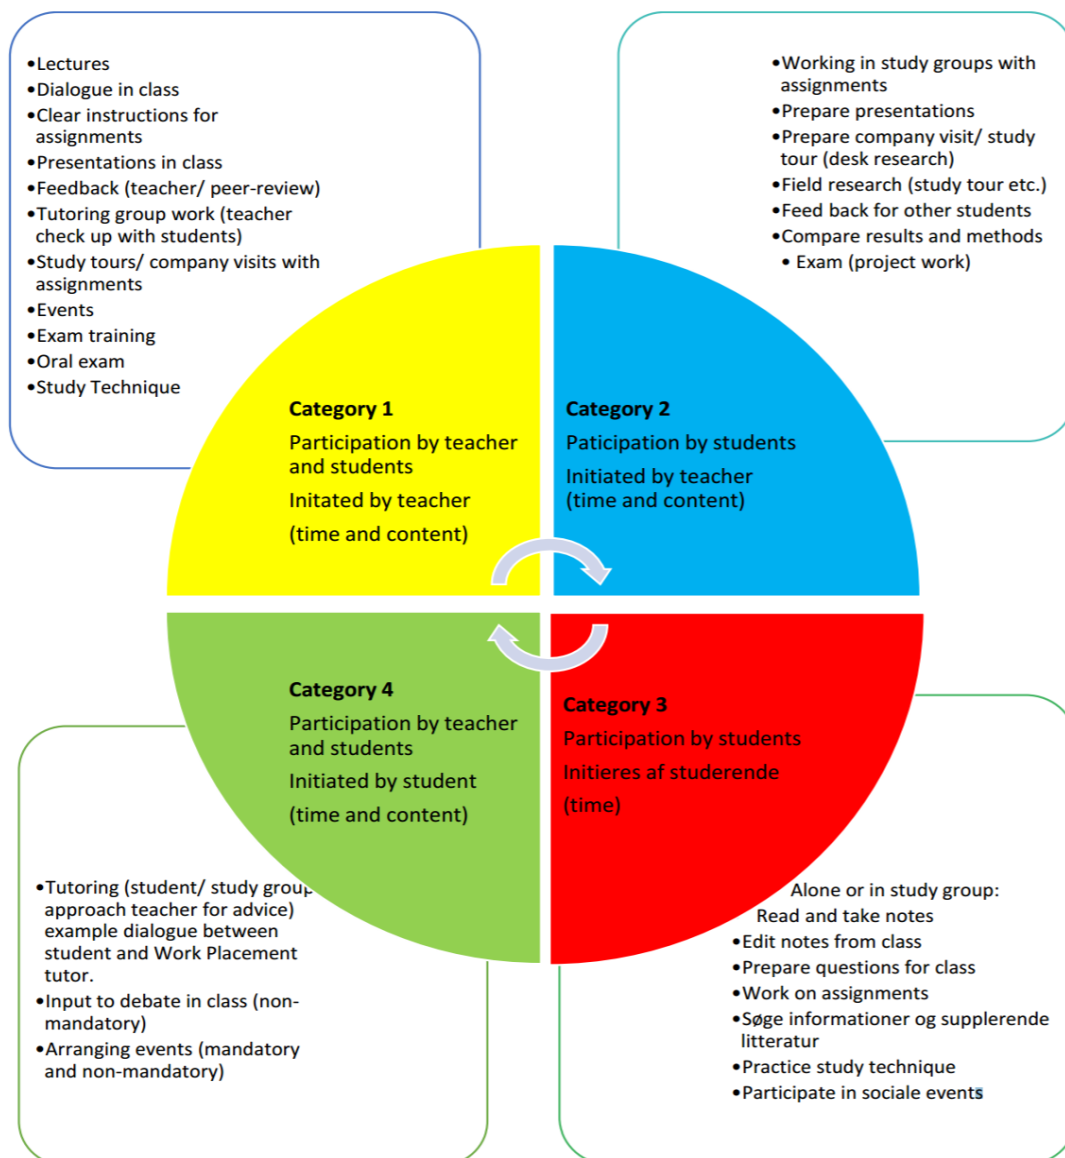 •Lectures
•Dialogue in class
•Clear instructions for
assignments
•Presentations in class
•Feedback (teacher/ peer-review)
•Tutoring group work (teacher
check up with students)
•Study tours/ company visits with
assignments
•Events
•Exam training
•Oral exam
•Study Technique
•Working in study groups with
assignments
•Prepare presentations
•Prepare company visit/ study
tour (desk research)
•Field research (study tour etc.)
•Feed back for other students
•Compare results and methods
• Exam (project work)
Category 1
Participation by teacher
and students
Initated by teacher
(time and content)
Category 2
Paticipation by students
Initiated by teacher
(time and content)
Category 4
Participation by teacher
and students
Initiated by student
(time and content)
Category 3
Participation by students
Initieres af studerende
(time)
•Tutoring (student/ study group
approach teacher for advice)
example dialogue between
student and Work Placement
tutor.
•Input to debate in class (non-
mandatory)
•Arranging events (mandatory
and non-mandatory)
Alone or in study group:
Read and take notes
•Edit notes from class
•Prepare questions for class
•Work on assignments
•Søge informationer og supplerende
litteratur
•Practice study technique
•Participate in sociale events